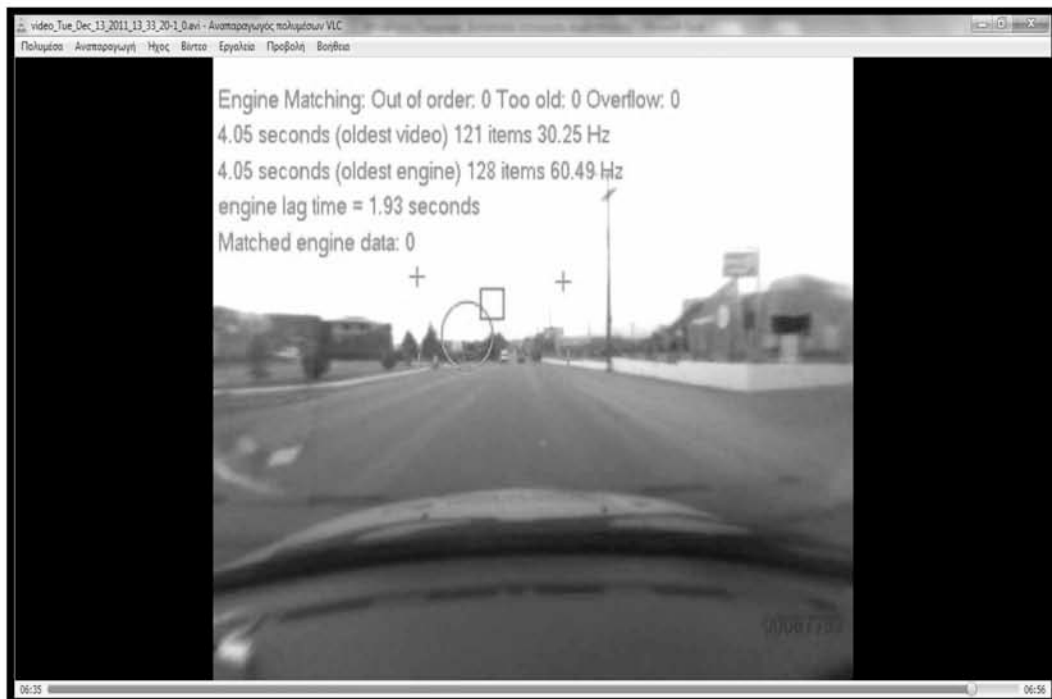 video_Tue_Dec_13_2011_13_33_20-1_0.avi - Αναπαραγωγός πολυμέσων VLC
Πολυμέσα Αναπαραγωγή Ήχος Βίντεο Εργαλεία Προβολή Βοήθεια
Engine Matching: Out of order: 0 Too old: 0 Overflow: 0
4.05 seconds (oldest video) 121 items 30.25 Hz
4.05 seconds (oldest engine) 128 items 60.49 Hz
engine lag time = 1.93 seconds
Matched engine data: 0
06:35 06:56